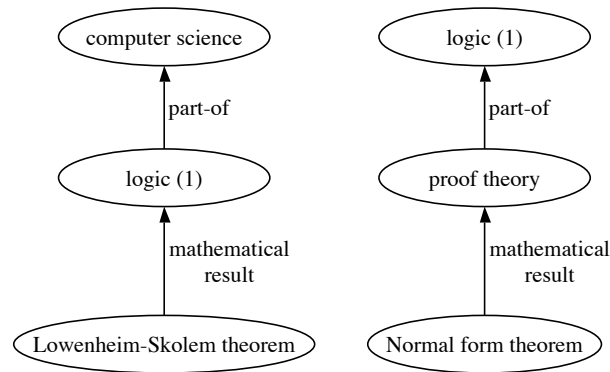 computer science
part-of
logic (1)
mathematical
result
Lowenheim-Skolem theorem
logic (1)
part-of
proof theory
mathematical
result
Normal form theorem